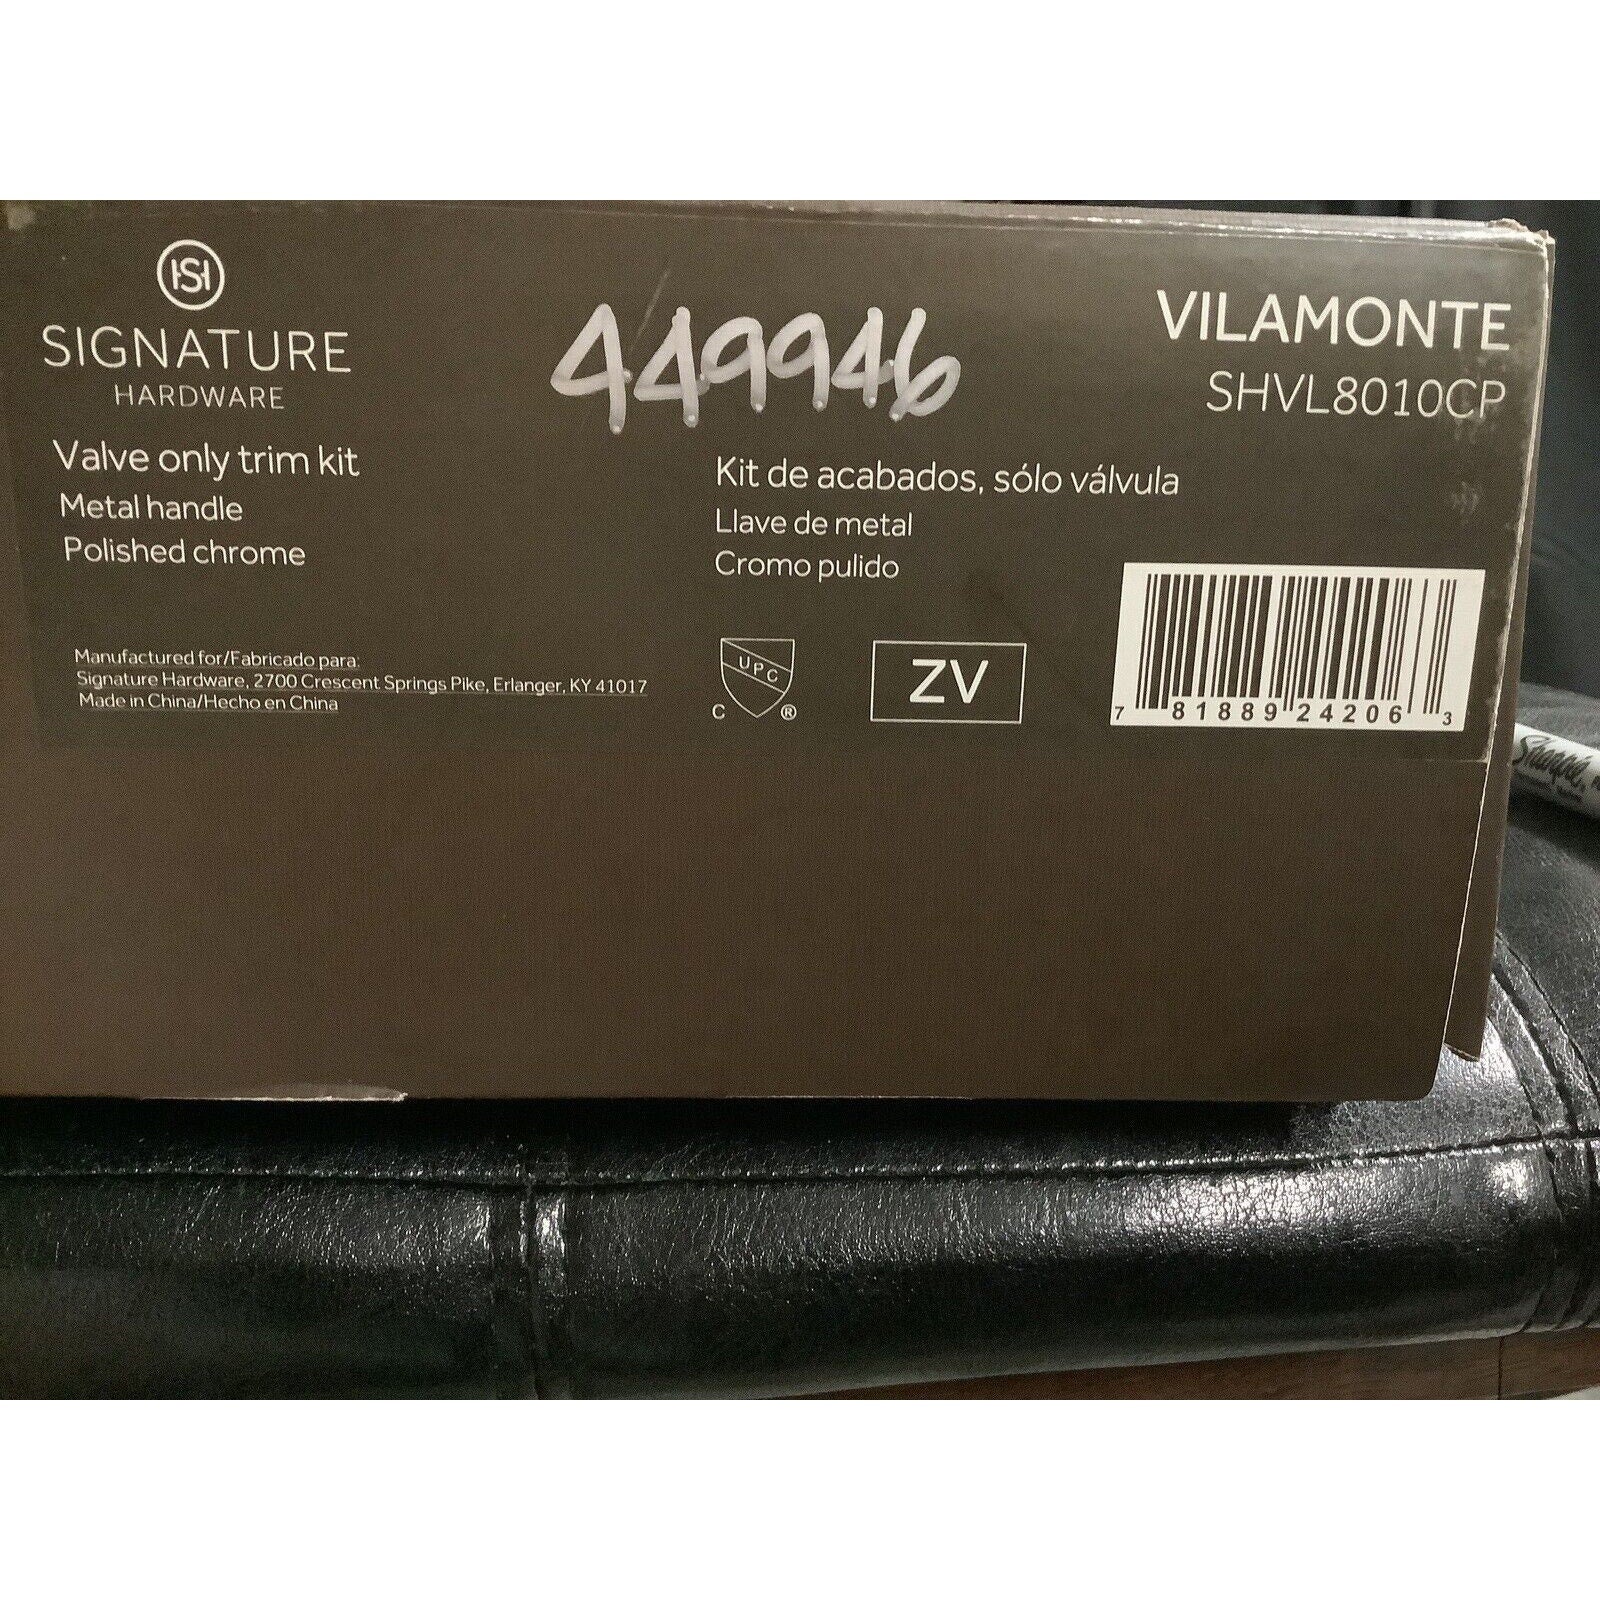 HS
SIGNATURE
HARDWARE
449946
VILAMONTE
SHVL8010CP
Valve only trim kit
Metal handle
Polished chrome
Kit de acabados, sólo válvula
Llave de metal
Cromo pulido
Manufactured for/Fabricado para:
Signature Hardware, 2700 Crescent Springs Pike, Erlanger, KY 41017
Made in China/Hecho en China
UPC
C ®
ZV
7 81889 24206 3
Sharpie